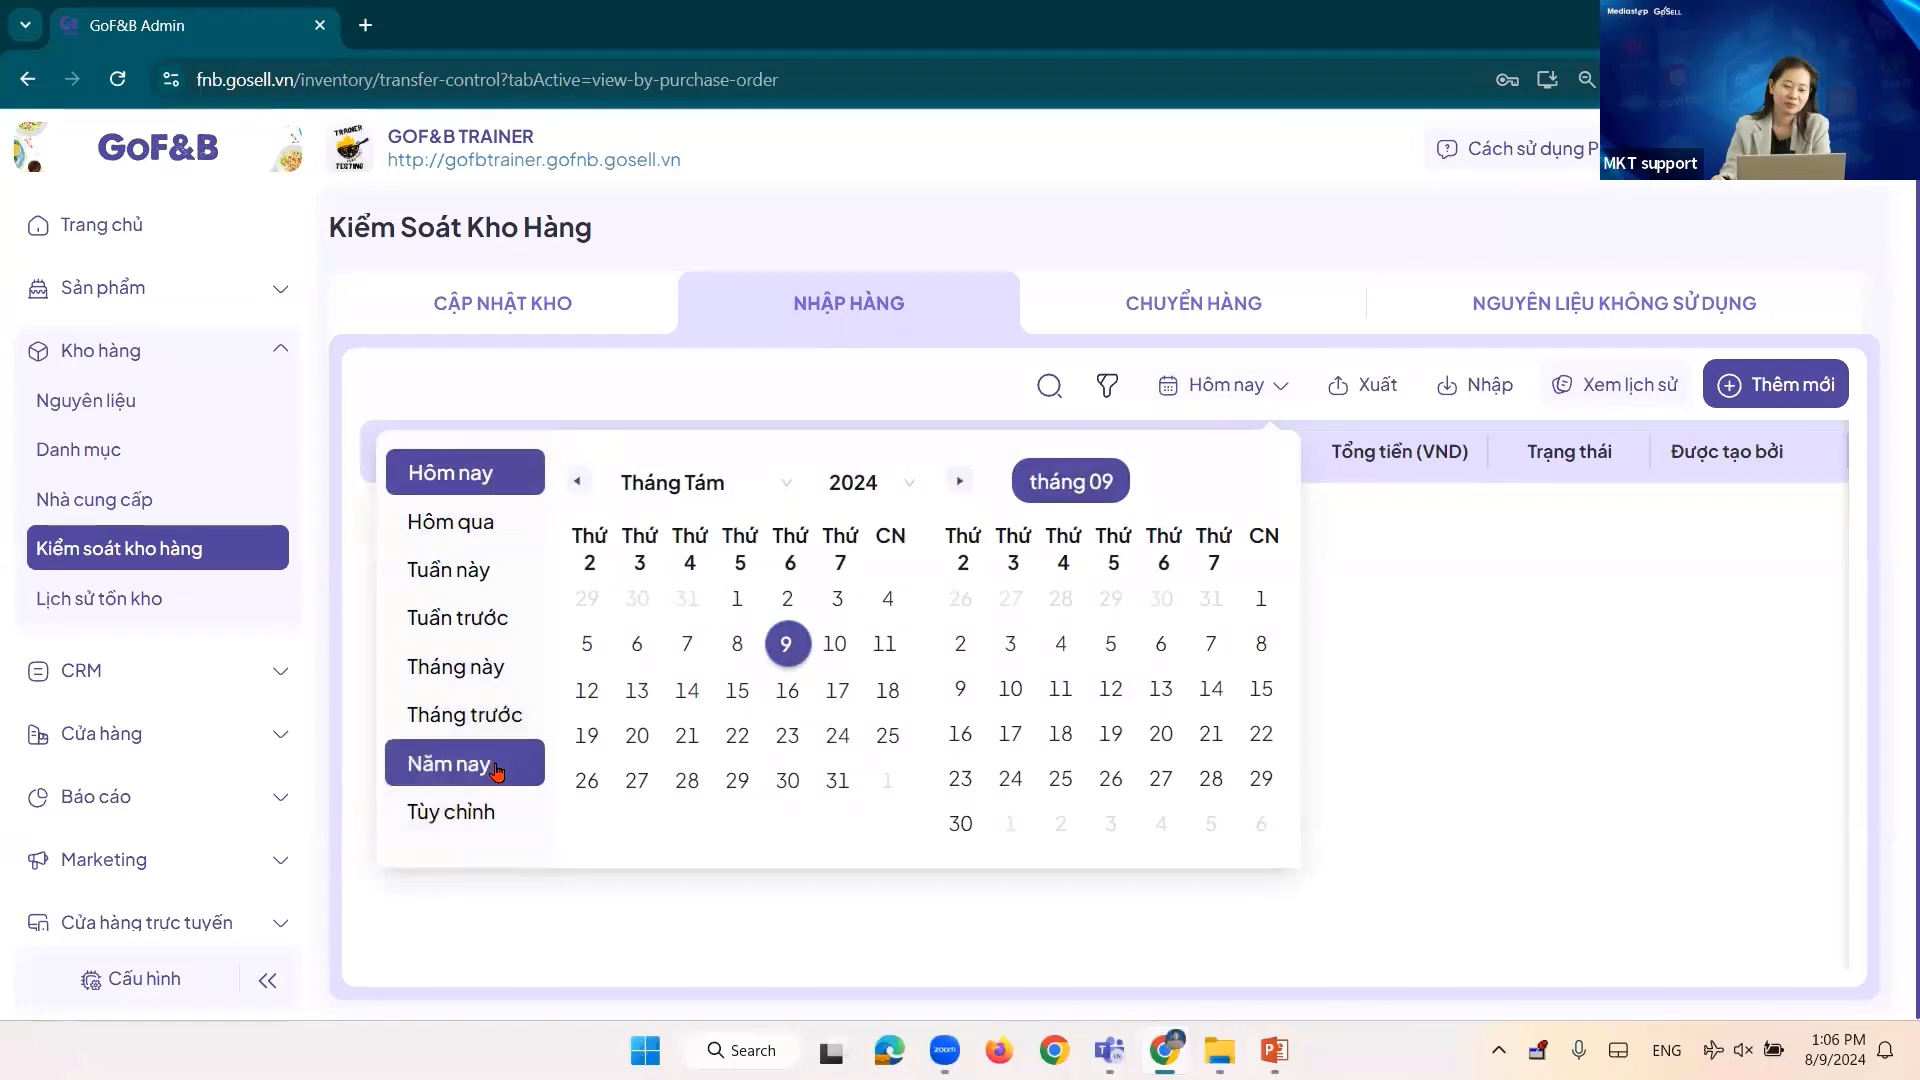 GoF&B Admin
fnb.gosell.vn/inventory/transfer-control?tabActive=view-by-purchase-order
Mediastep GoSELL
MKT support
GoF&B
TRAINER
TESTING
GOF&B TRAINER
http://gofbtrainer.gofnb.gosell.vn
Cách sử dụng P
Trang chủ
Sản phẩm
Kho hàng
Nguyên liệu
Danh mục
Nhà cung cấp
Kiểm soát kho hàng
Lịch sử tồn kho
CRM
Cửa hàng
Báo cáo
Marketing
Cửa hàng trực tuyến
Cấu hình
Kiểm Soát Kho Hàng
CẬP NHẬT KHO NHẬP HÀNG CHUYỂN HÀNG NGUYÊN LIỆU KHÔNG SỬ DỤNG
Hôm nay Xuất Nhập Xem lịch sử Thêm mới
Tổng tiền (VND) Trạng thái Được tạo bởi
Hôm nay
Hôm qua
Tuần này
Tuần trước
Tháng này
Tháng trước
Năm nay
Tùy chỉnh
Tháng Tám 2024
Thứ Thứ Thứ Thứ Thứ Thứ CN
2 3 4 5 6 7
29 30 31 1 2 3 4
5 6 7 8 9 10 11
12 13 14 15 16 17 18
19 20 21 22 23 24 25
26 27 28 29 30 31 1
tháng 09
Thứ Thứ Thứ Thứ Thứ Thứ CN
2 3 4 5 6 7
26 27 28 29 30 31 1
2 3 4 5 6 7 8
9 10 11 12 13 14 15
16 17 18 19 20 21 22
23 24 25 26 27 28 29
30 1 2 3 4 5 6
Search
zoom
ENG
1:06 PM
8/9/2024